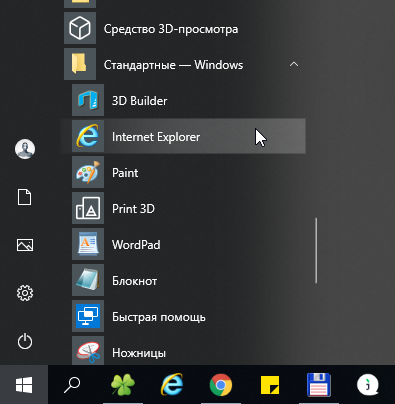 Средство 3D-просмотра
Стандартные — Windows
3D Builder
Internet Explorer
Paint
Print 3D
WordPad
Блокнот
Быстрая помощь
Ножницы